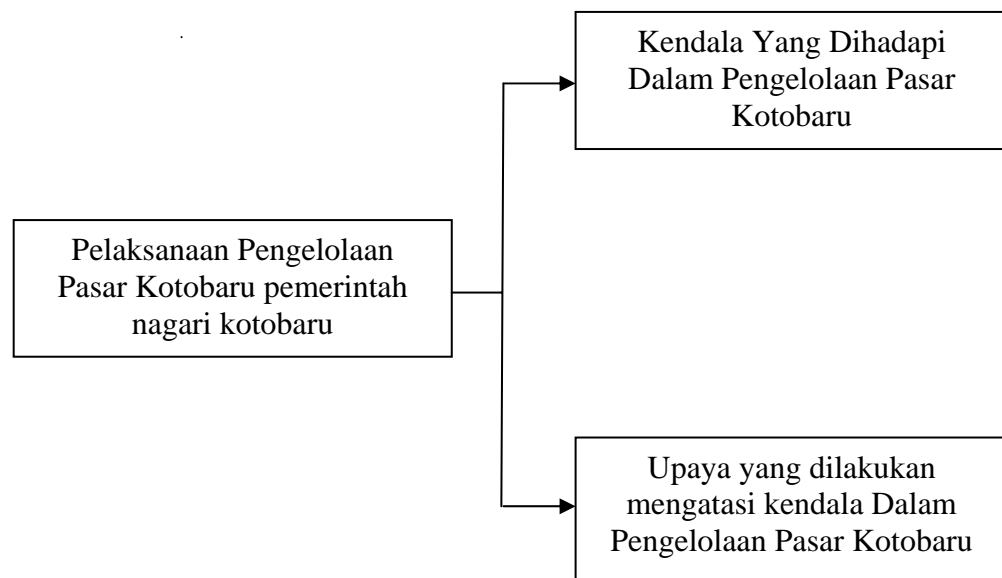 Kendala Yang Dihadapi
Dalam Pengelolaan Pasar
Kotobaru
Pelaksanaan Pengelolaan
Pasar Kotobaru pemerintah
nagari kotobaru
Upaya yang dilakukan
mengatasi kendala Dalam
Pengelolaan Pasar Kotobaru